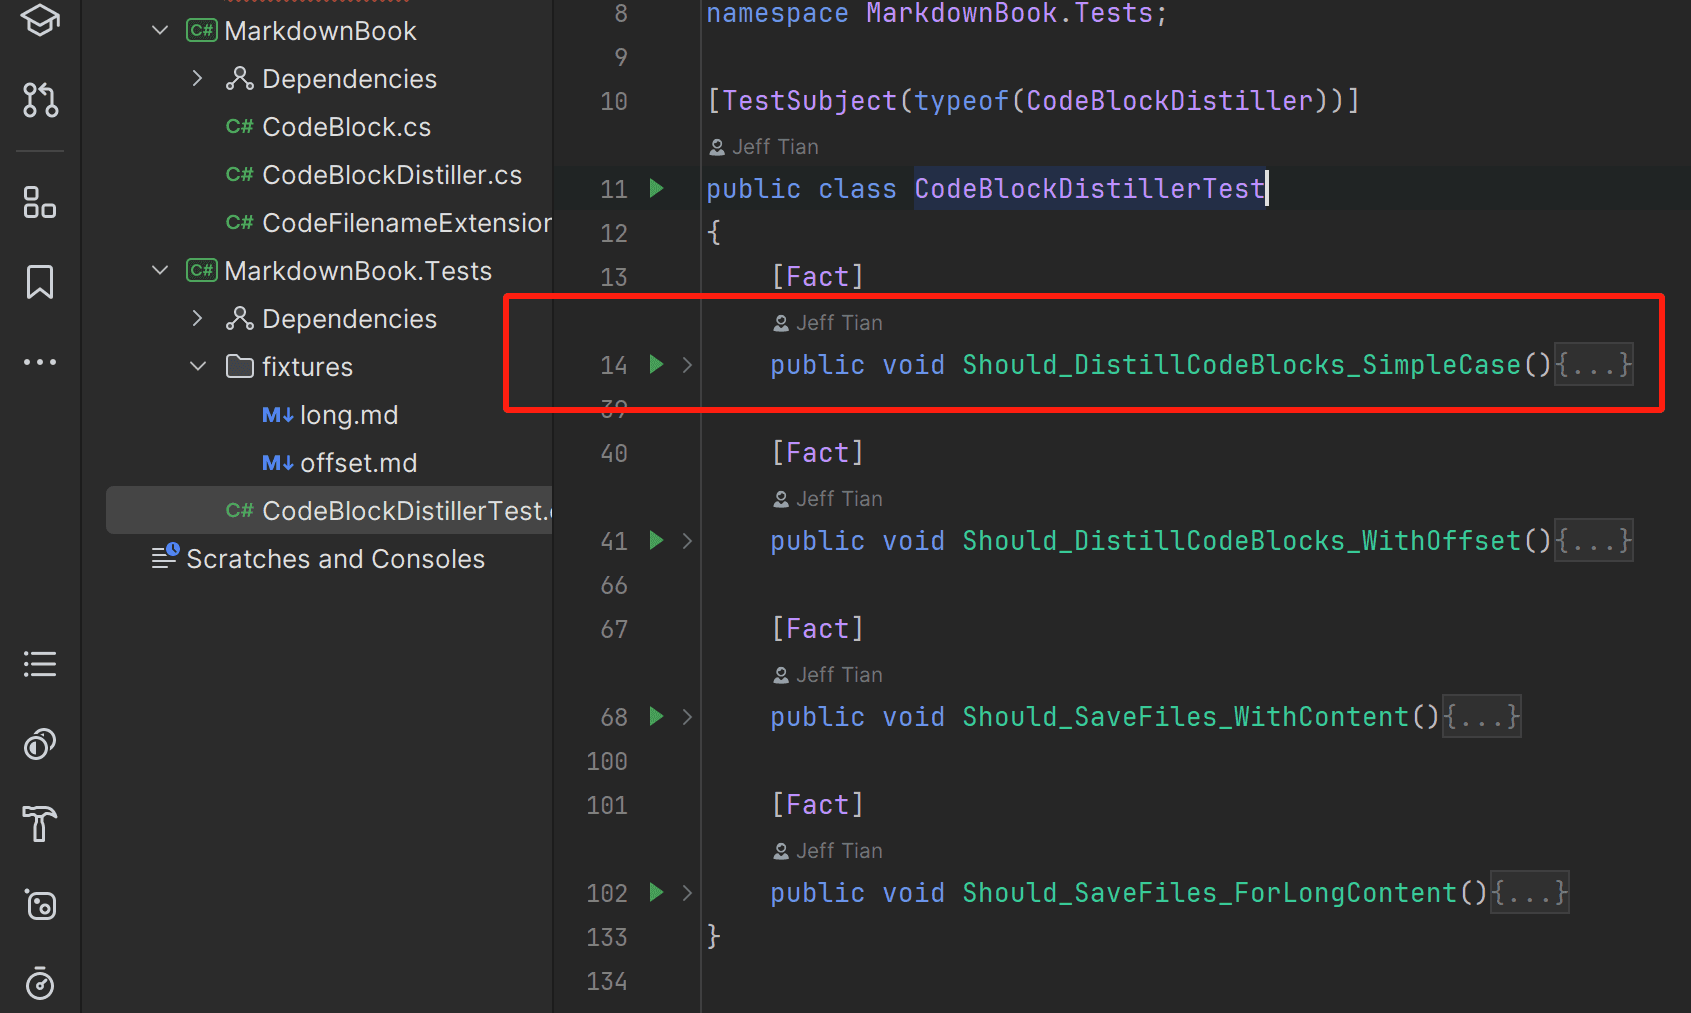 MarkdownBook
Dependencies
C# CodeBlock.cs
C# CodeBlockDistiller.cs
C# CodeFilenameExtension
C# MarkdownBook.Tests
Dependencies
fixtures
M↓ long.md
M↓ offset.md
C# CodeBlockDistillerTest.
Scratches and Consoles
8 namespace MarkdownBook.Tests;
9
10 [TestSubject(typeof(CodeBlockDistiller))]
Jeff Tian
11 public class CodeBlockDistillerTest
12 {
13 [Fact]
Jeff Tian
14 public void Should_DistillCodeBlocks_SimpleCase(){...}
39
40 [Fact]
Jeff Tian
41 public void Should_DistillCodeBlocks_WithOffset(){...}
66
67 [Fact]
Jeff Tian
68 public void Should_SaveFiles_WithContent(){...}
100
101 [Fact]
Jeff Tian
102 public void Should_SaveFiles_ForLongContent(){...}
133 }
134